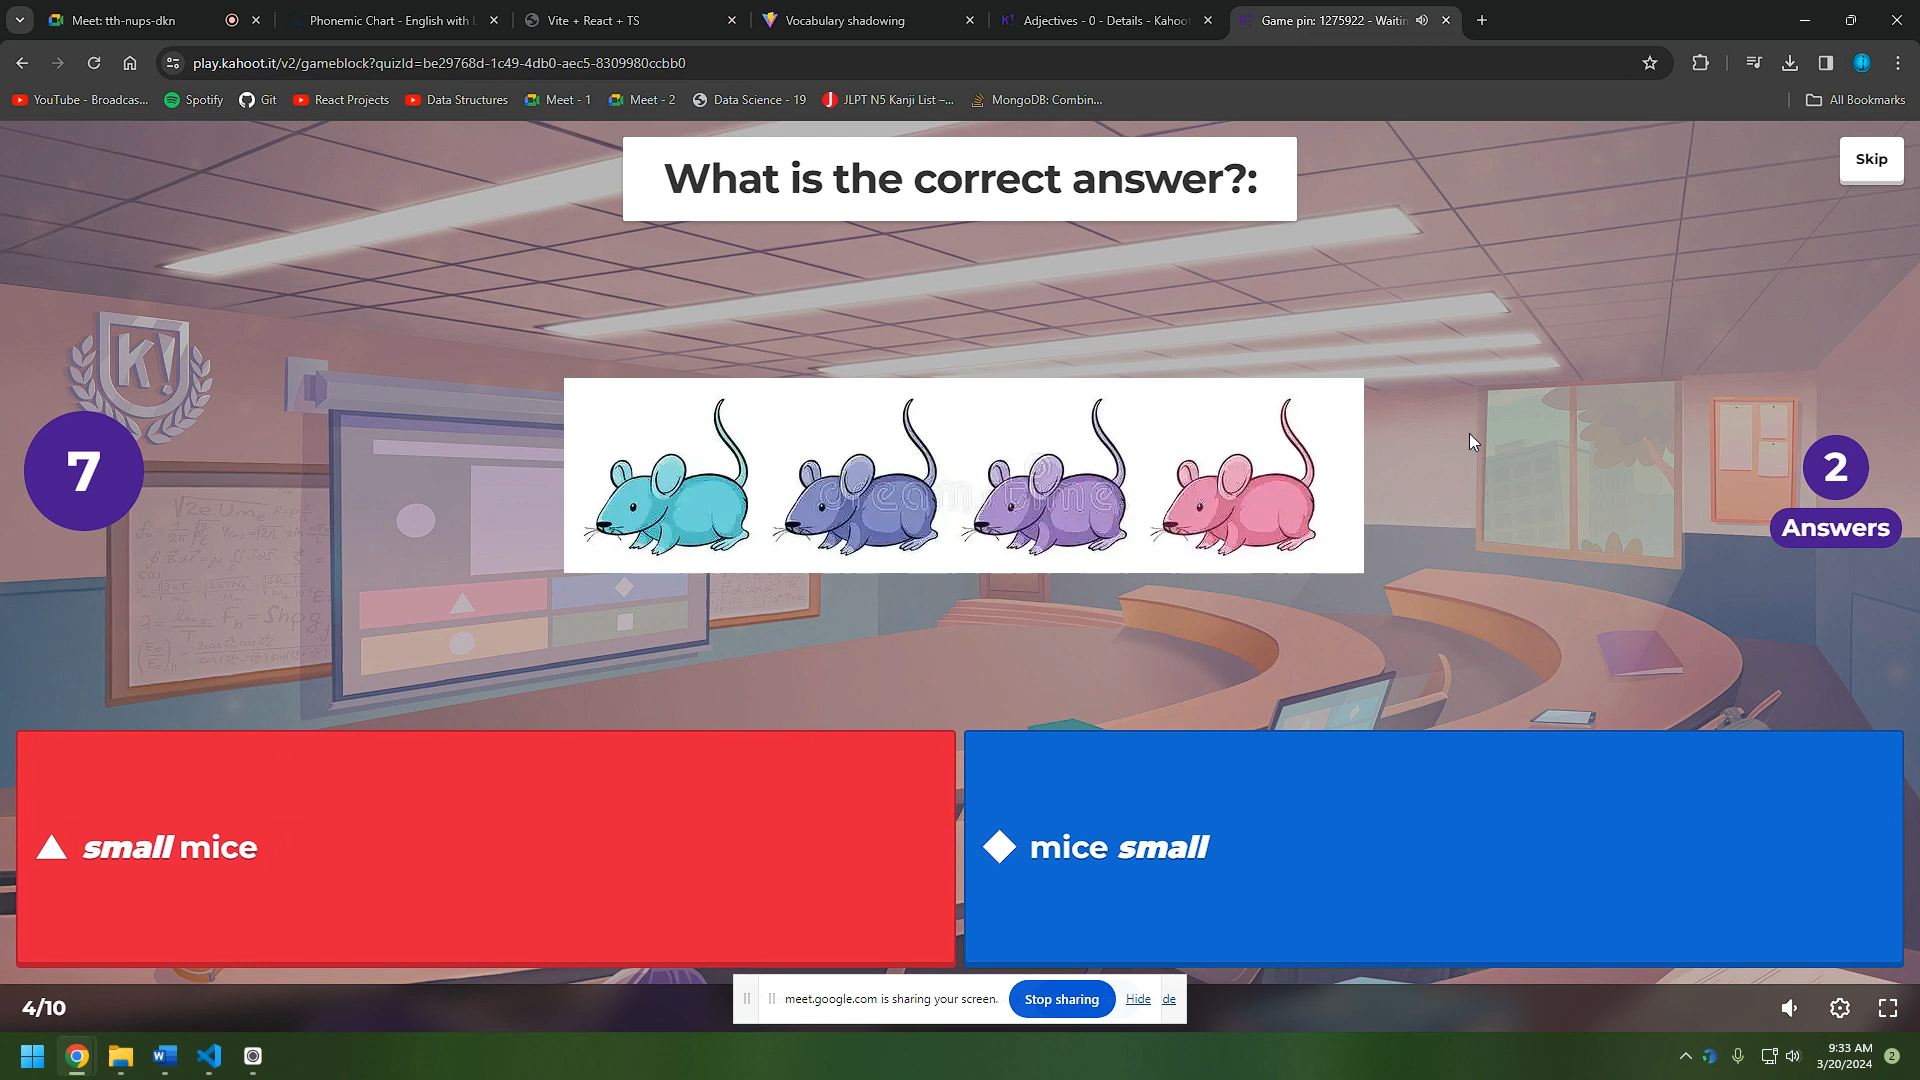 Meet: tth-nups-dkn
Phonemic Chart - English with L
Vite + React + TS
Vocabulary shadowing
Adjectives - 0 - Details - Kahoot
Game pin: 1275922 - Waitin
play.kahoot.it/v2/gameblock?quizId=be29768d-1c49-4db0-aec5-8309980ccbb0
YouTube - Broadcas...
Spotify
Git
React Projects
Data Structures
Meet - 1
Meet - 2
Data Science - 19
JLPT N5 Kanji List –...
MongoDB: Combin...
All Bookmarks
What is the correct answer?:
Skip
K!
7
dreamstime
2
Answers
small mice
mice small
4/10
meet.google.com is sharing your screen.
Stop sharing
Hide
de
9:33 AM
3/20/2024
2